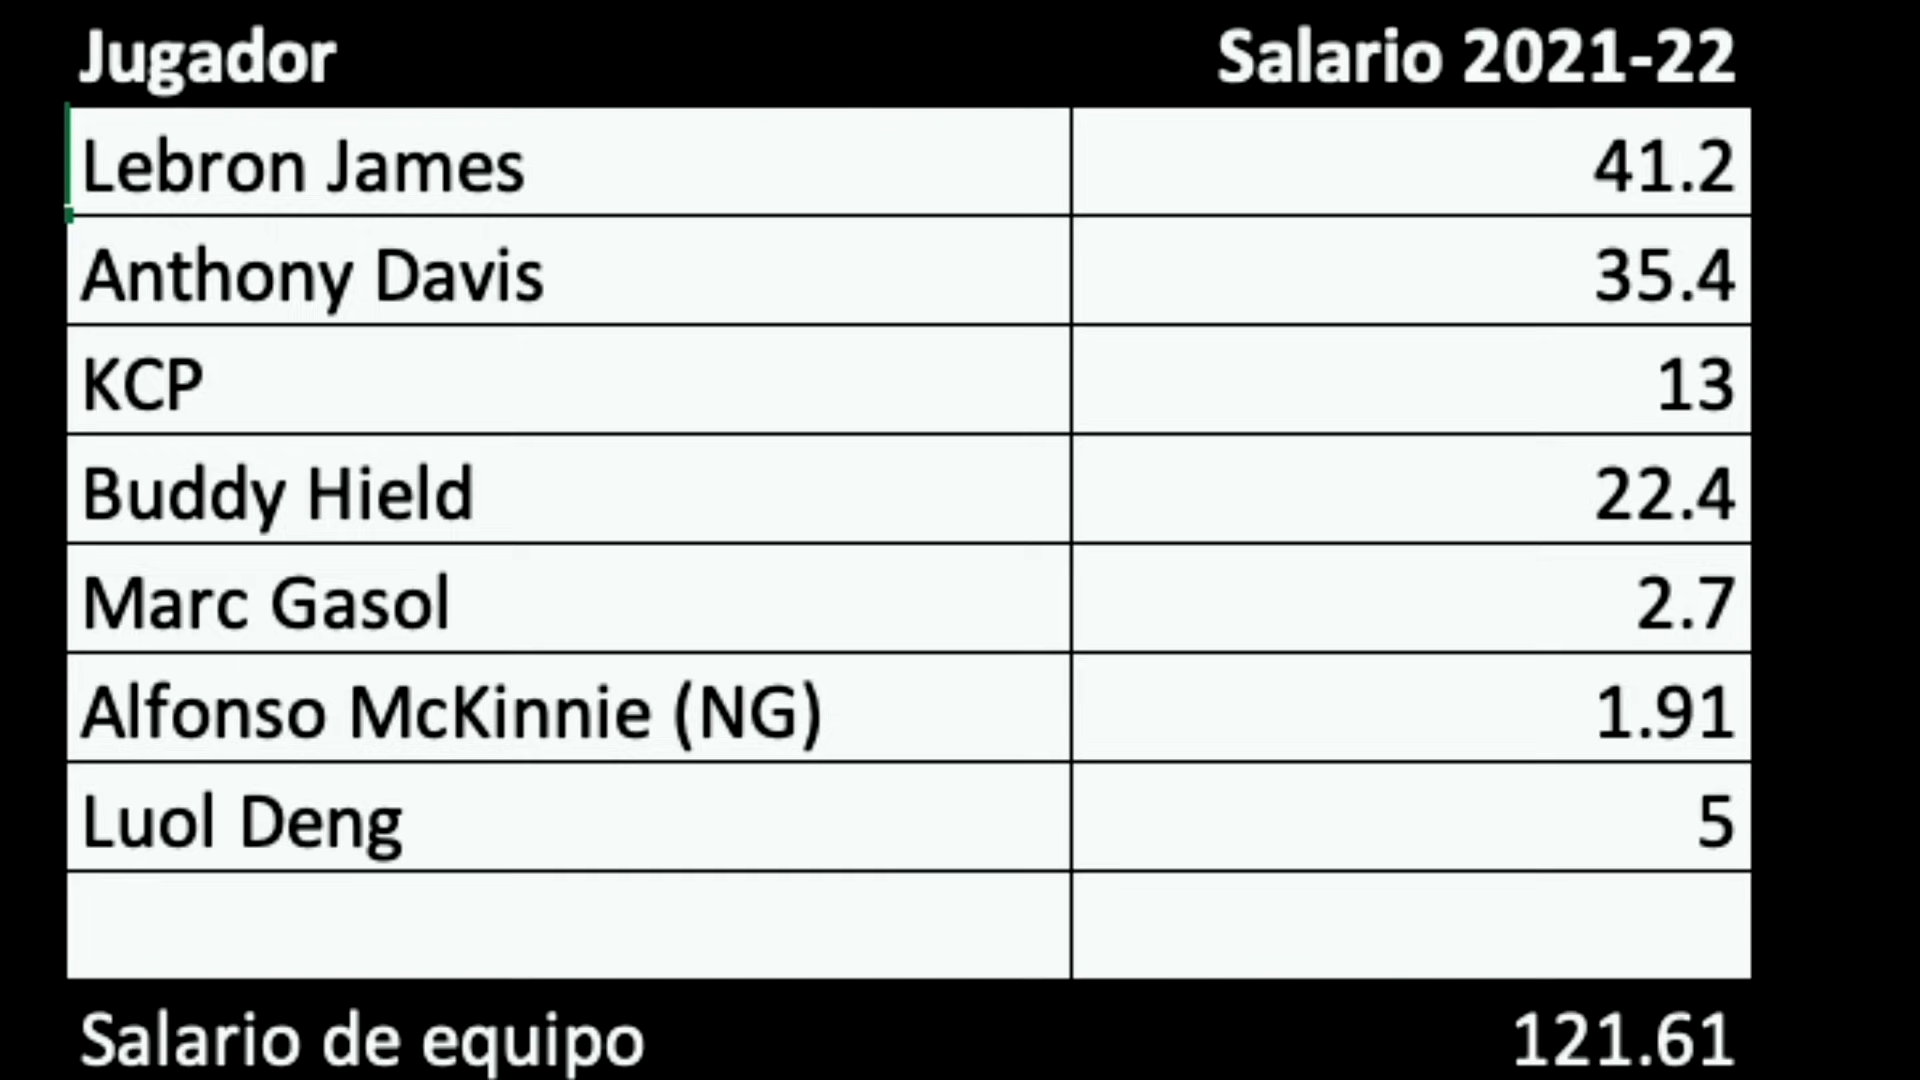 Jugador Salario 2021-22
Lebron James 41.2
Anthony Davis 35.4
KCP 13
Buddy Hield 22.4
Marc Gasol 2.7
Alfonso McKinnie (NG) 1.91
Luol Deng 5
Salario de equipo 121.61